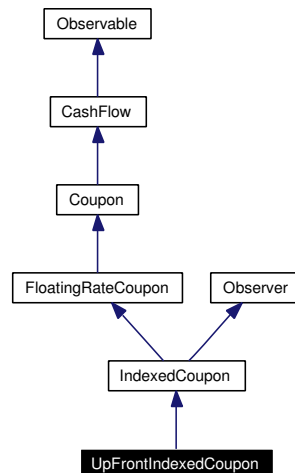 Observable
CashFlow
Coupon
FloatingRateCoupon
Observer
IndexedCoupon
UpFrontIndexedCoupon